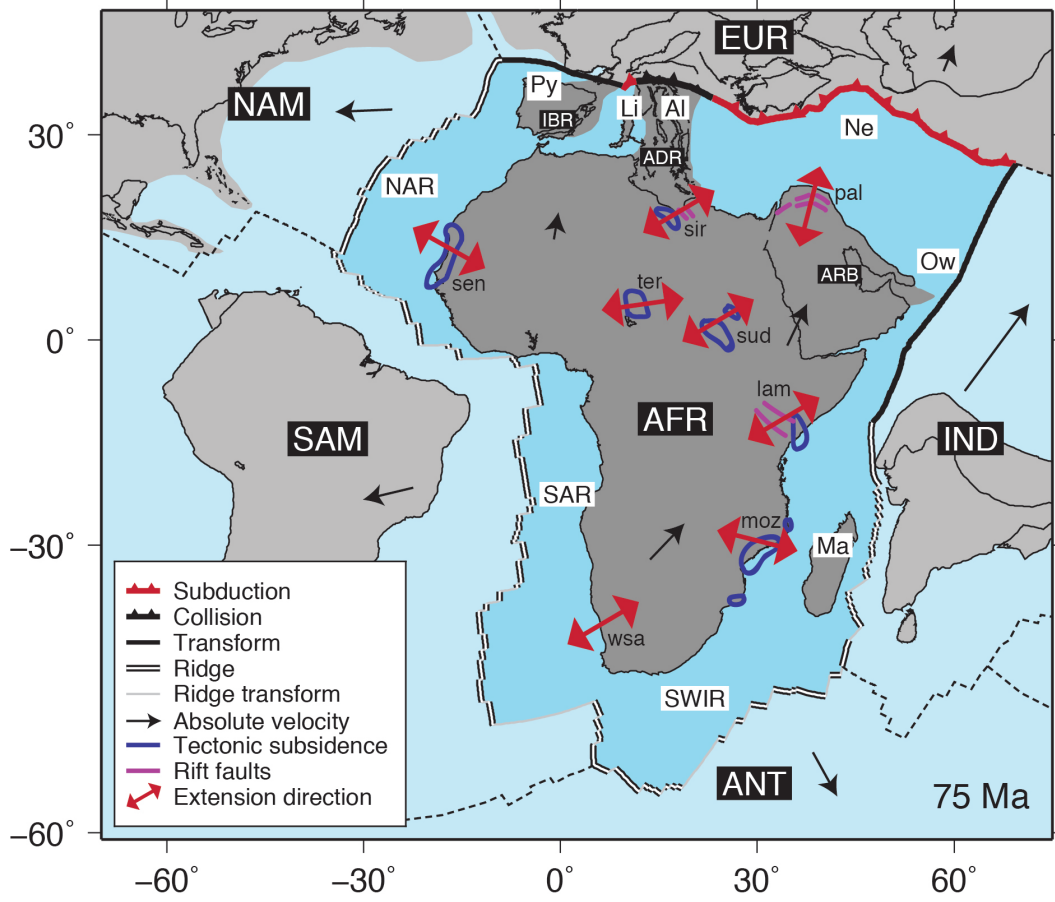 EUR
NAM
Py
Li
Al
IBR
Ne
30°
ADR
NAR
pal
sir
Ow
ARB
sen
ter
0°
sud
lam
AFR
SAM
IND
SAR
moz
−30°
Ma
Subduction
Collision
Transform
wsa
Ridge
Ridge transform
SWIR
Absolute velocity
Tectonic subsidence
Rift faults
ANT
Extension direction
75 Ma
−60°
−60°
−30°
0°
30°
60°